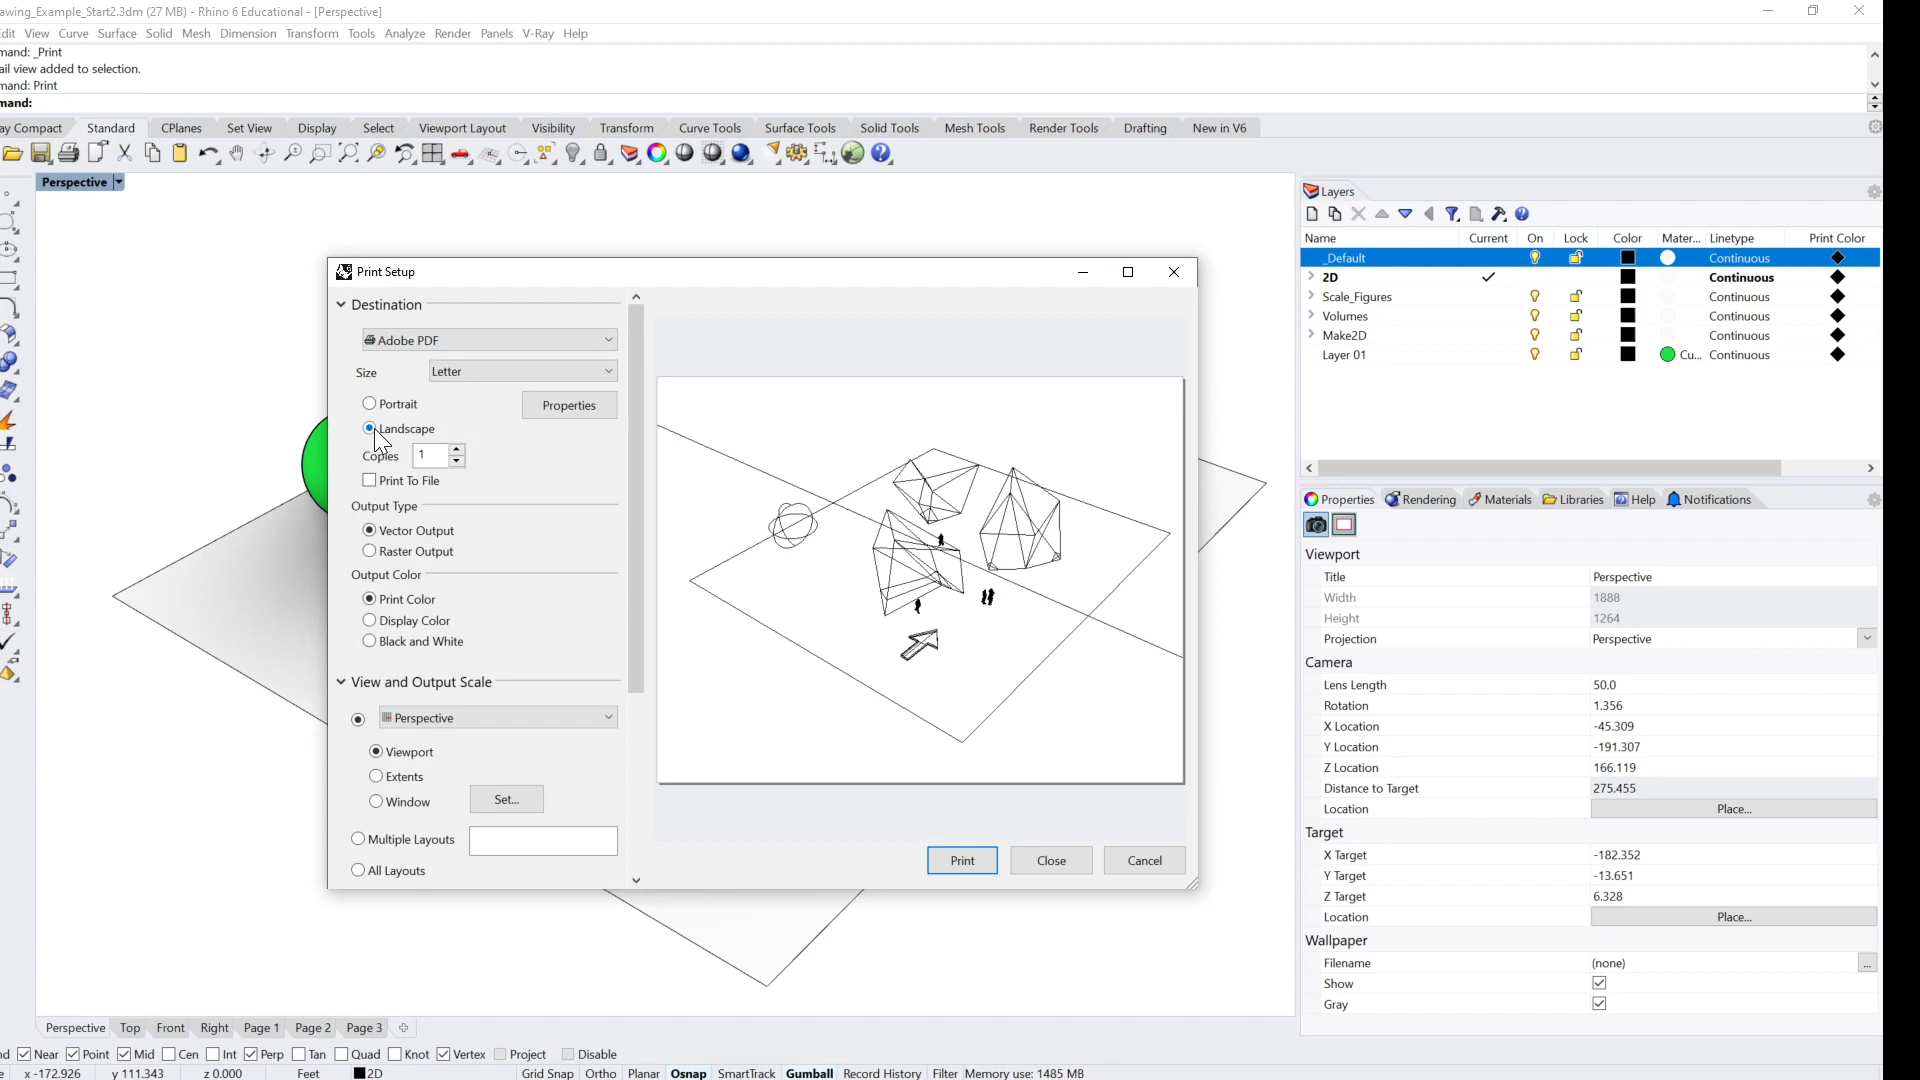 awing_Example_Start2.3dm (27 MB) - Rhino 6 Educational - [Perspective]
dit View Curve Surface Solid Mesh Dimension Transform Tools Analyze Render Panels V-Ray Help
mand: _Print
ail view added to selection.
mand: Print
mand:
ay Compact Standard CPlanes Set View Display Select Viewport Layout Visibility Transform Curve Tools Surface Tools Solid Tools Mesh Tools Render Tools Drafting New in V6
Perspective
Layers
Name Current On Lock Color Mater... Linetype Print Color
_Default Continuous
2D Continuous
Scale_Figures Continuous
Volumes Continuous
Make2D Continuous
Layer 01 Cu... Continuous
Print Setup
Destination
Adobe PDF
Size Letter
Portrait Properties
Landscape
Copies 1
Print To File
Output Type
Vector Output
Raster Output
Output Color
Print Color
Display Color
Black and White
View and Output Scale
Perspective
Viewport
Extents
Window Set...
Multiple Layouts
All Layouts
Print Close Cancel
Properties Rendering Materials Libraries Help Notifications
Viewport
Title Perspective
Width 1888
Height 1264
Projection Perspective
Camera
Lens Length 50.0
Rotation 1.356
X Location -45.309
Y Location -191.307
Z Location 166.119
Distance to Target 275.455
Location Place...
Target
X Target -182.352
Y Target -13.651
Z Target 6.328
Location Place...
Wallpaper
Filename (none) ...
Show
Gray
Perspective Top Front Right Page 1 Page 2 Page 3
nd Near Point Mid Cen Int Perp Tan Quad Knot Vertex Project Disable
e x -172.926 y 111.343 z 0.000 Feet 2D Grid Snap Ortho Planar Osnap SmartTrack Gumball Record History Filter Memory use: 1485 MB